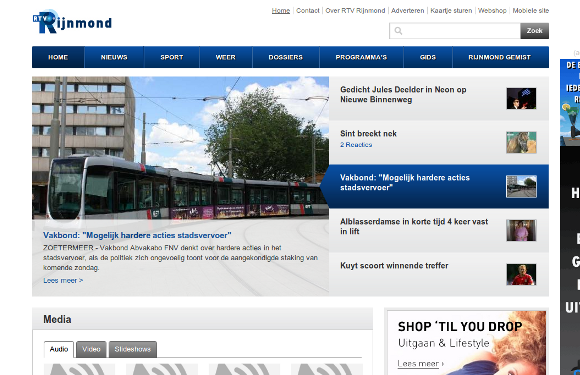 Home | Contact | Over RTV Rijnmond | Adverteren | Kaartje sturen | Webshop | Mobiele site
RTV Rijnmond
Zoek
HOME NIEUWS SPORT WEER DOSSIERS PROGRAMMA'S GIDS RIJNMOND GEMIST
Gedicht Jules Deelder in Neon op
Nieuwe Binnenweg
Sint breekt nek
2 Reacties
Vakbond: "Mogelijk hardere acties
stadsvervoer"
Alblasserdamse in korte tijd 4 keer vast
in lift
Kuyt scoort winnende treffer
Vakbond: "Mogelijk hardere acties stadsvervoer"
ZOETERMEER - Vakbond Abvakabo FNV denkt over hardere acties in het
stadsvervoer, als de politiek zich ongevoelig toont voor de aangekondigde staking van
komende zondag.
Lees meer >
Media
Audio Video Slideshows
SHOP 'TIL YOU DROP
Uitgaan & Lifestyle
Lees meer ›